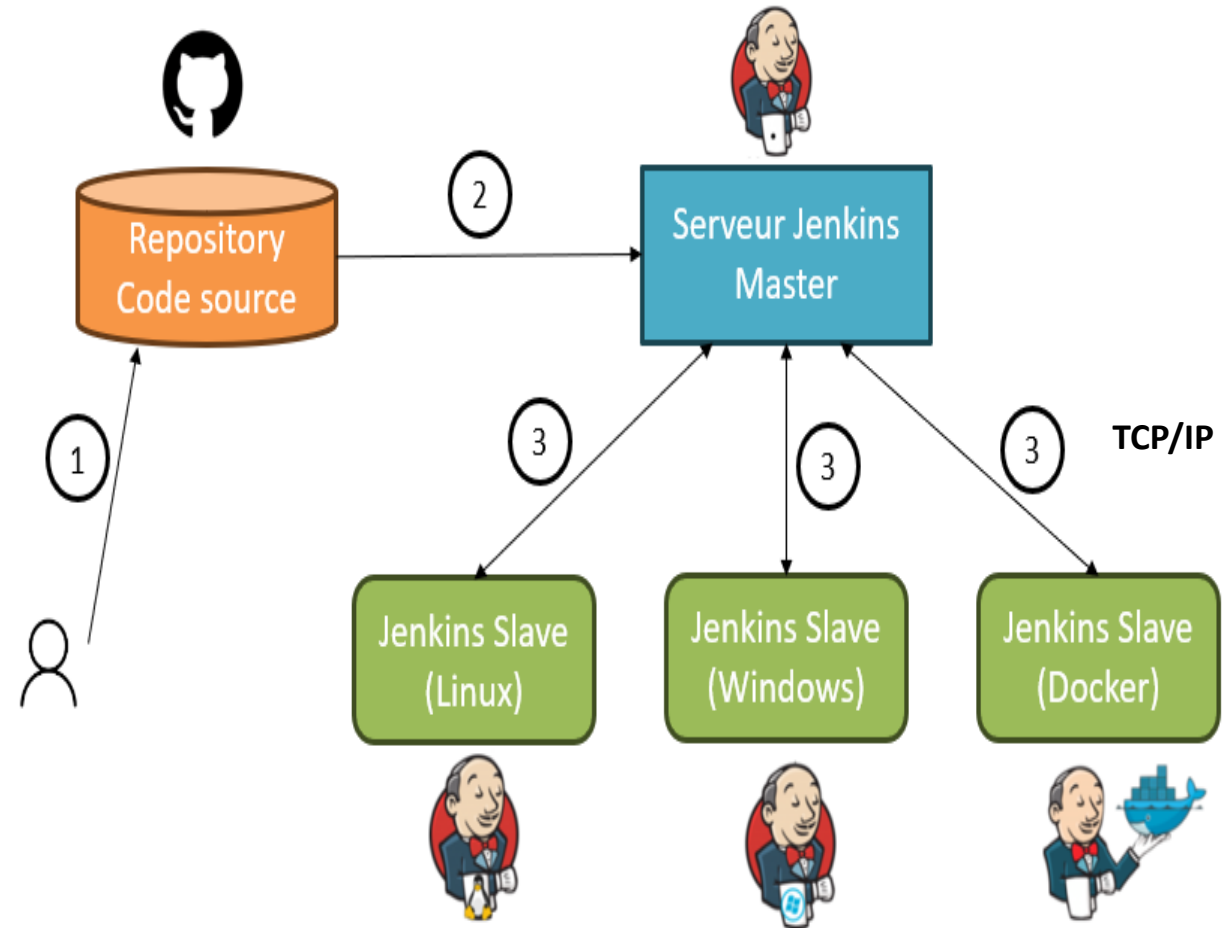 2
Repository
Code source
Serveur Jenkins
Master
1
3
3
3
TCP/IP
Jenkins Slave
(Linux)
Jenkins Slave
(Windows)
Jenkins Slave
(Docker)